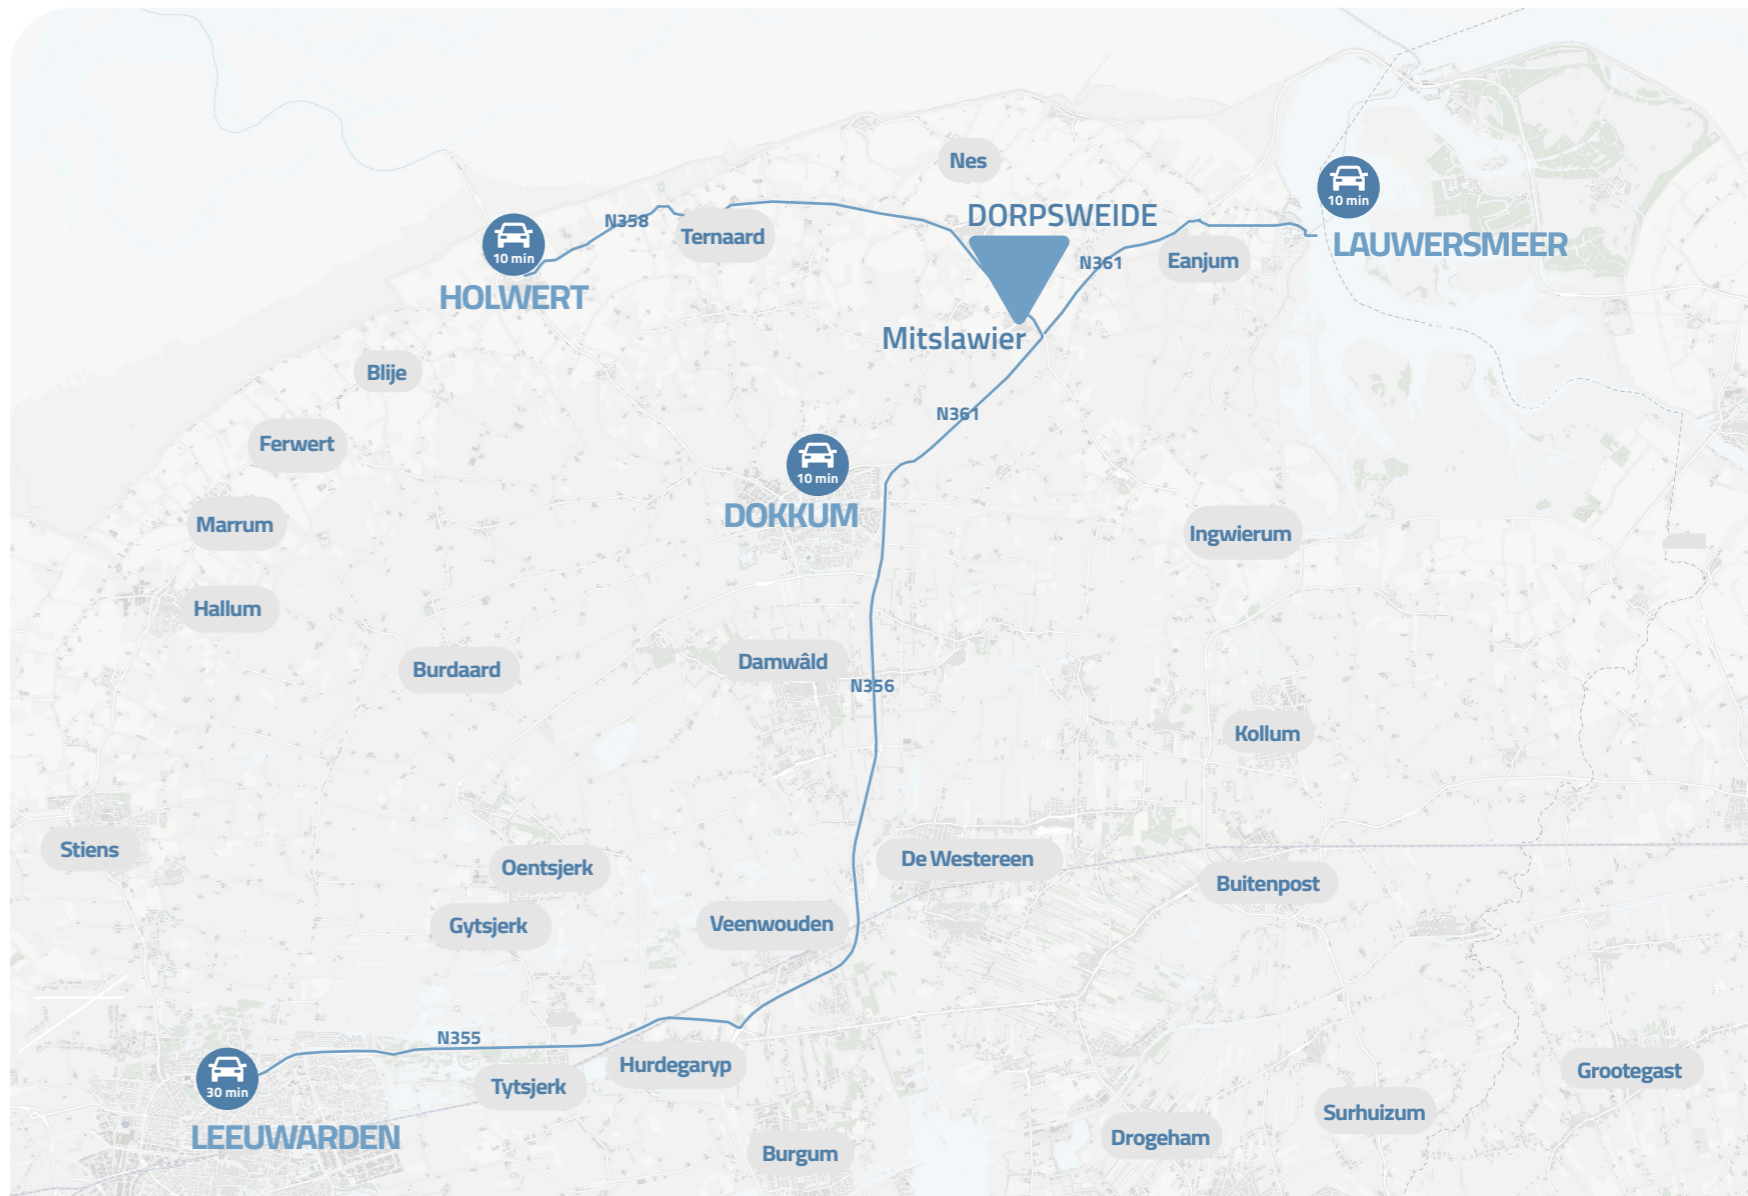 Nes
DORPSWEIDE
10 min
LAUWERSMEER
N358
Ternaard
10 min
HOLWERT
N361
Eanjum
Mitslawier
Blije
N361
Ferwert
10 min
DOKKUM
Marrum
Ingwierum
Hallum
Burdaard
Damwâld
N356
Kollum
Stiens
Oentsjerk
De Westereen
Buitenpost
Gytsjerk
Veenwouden
N355
Hurdegaryp
30 min
Tytsjerk
Grootegast
LEEUWARDEN
Surhuizum
Drogeham
Burgum